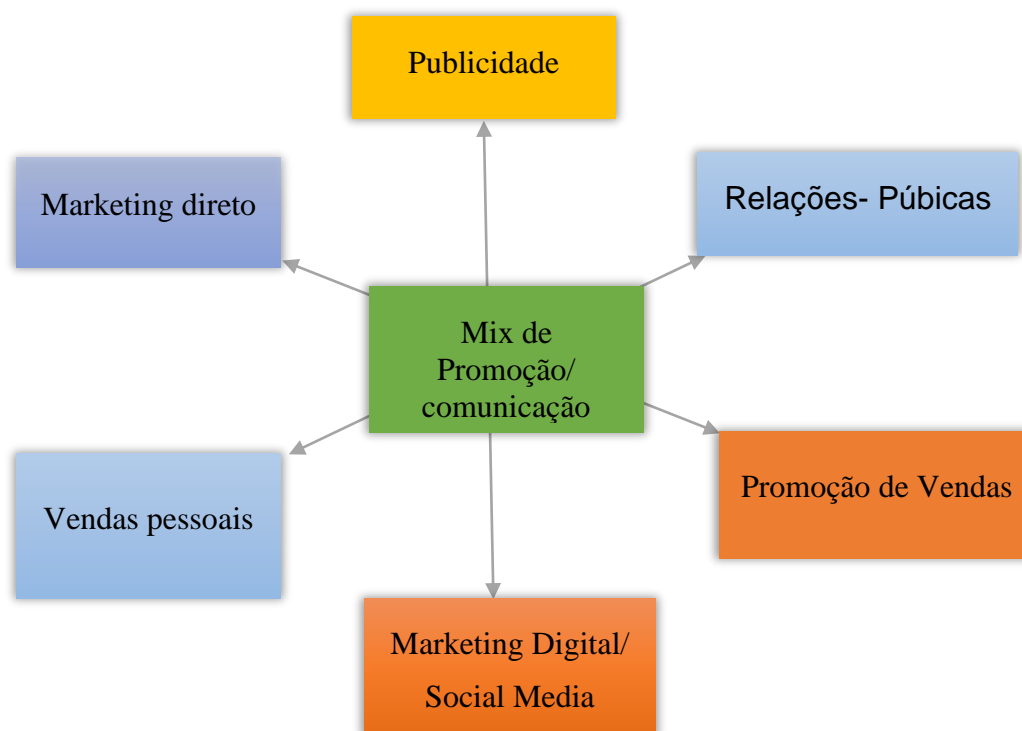 Publicidade
Marketing direto
Relações- Púbicas
Mix de
Promoção/
comunicação
Vendas pessoais
Promoção de Vendas
Marketing Digital/
Social Media